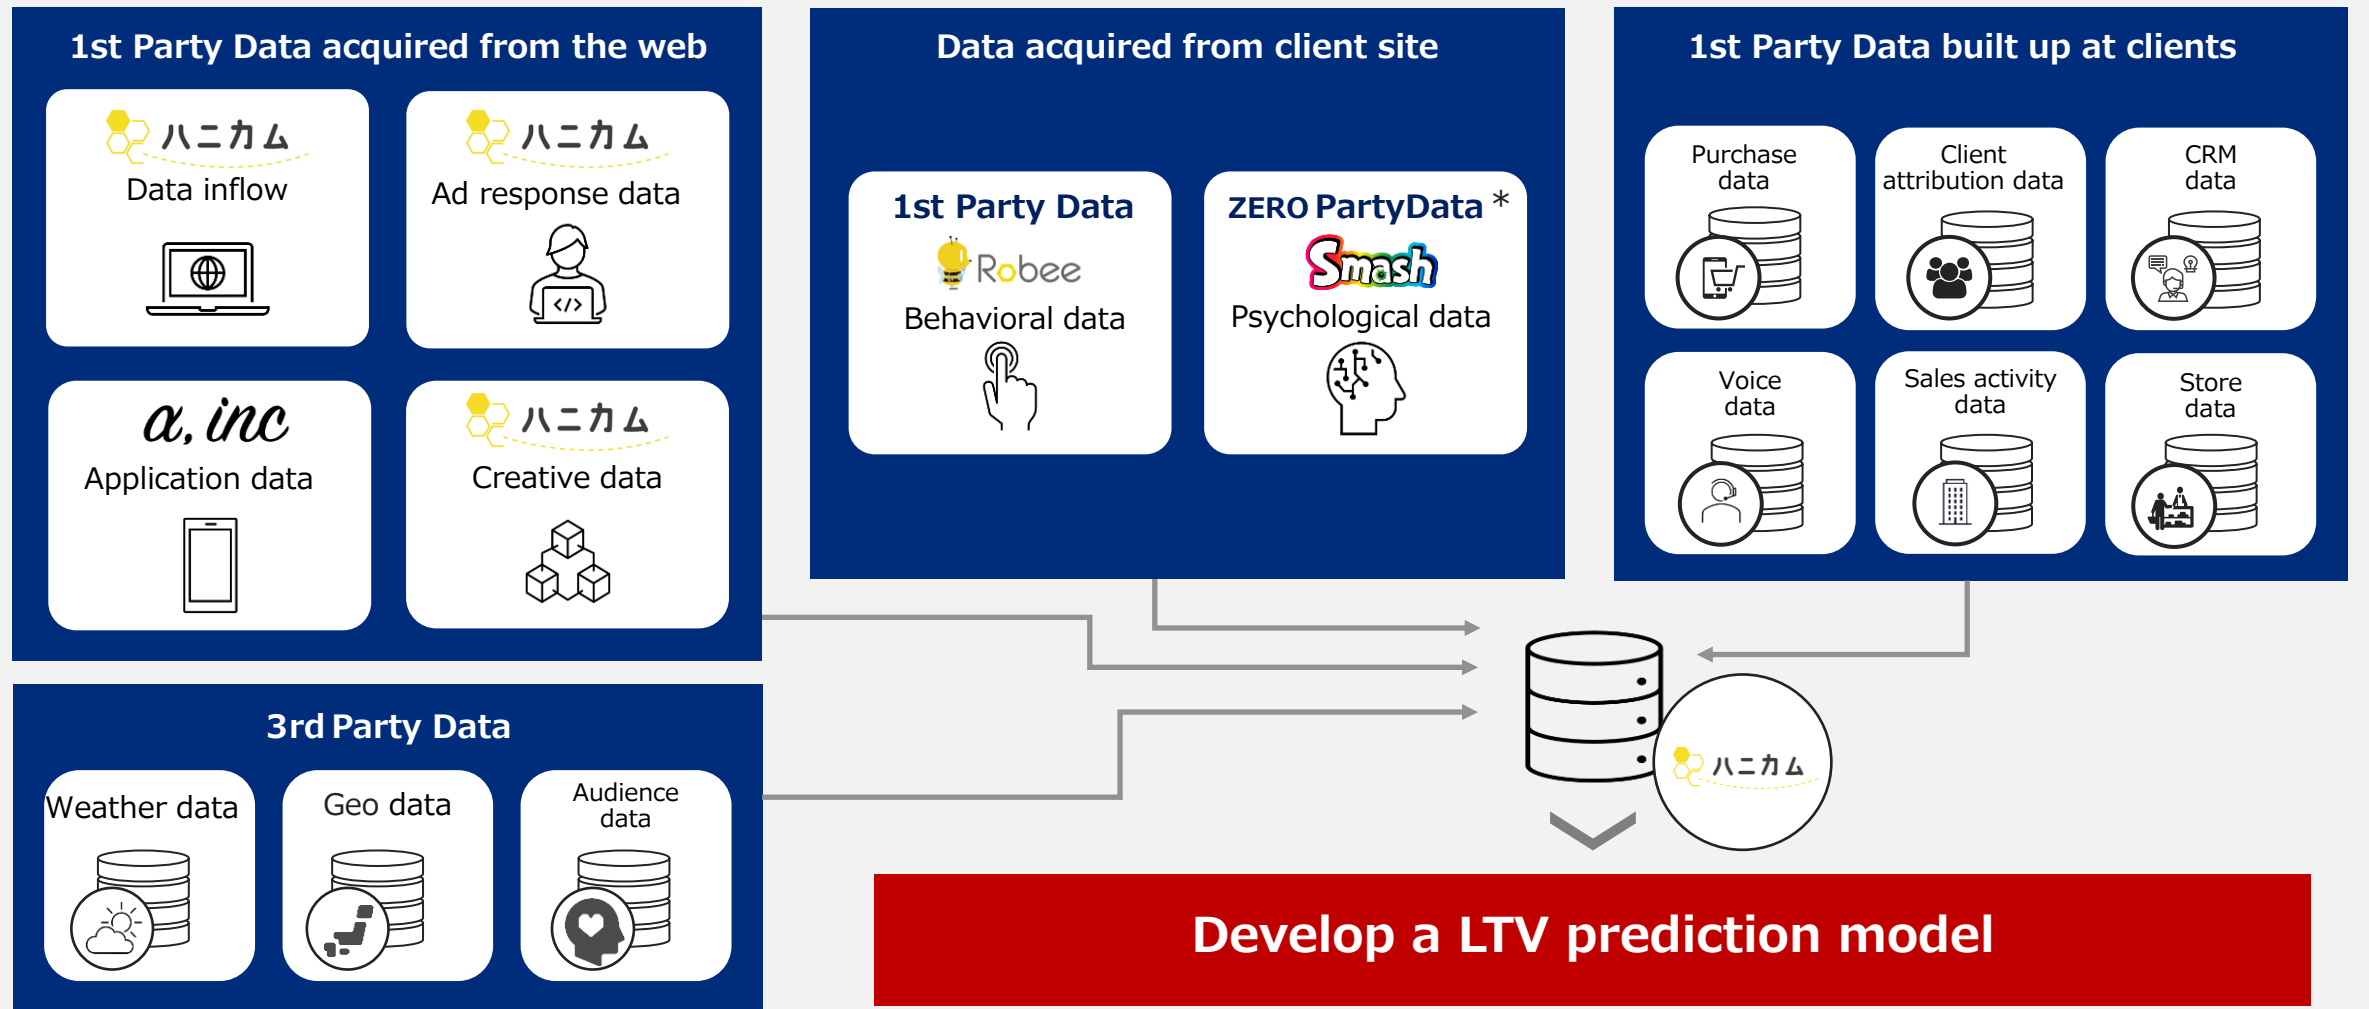 1st Party Data acquired from the web
ハニカム
Data inflow
ハニカム
Ad response data
</>
α, inc
Application data
ハニカム
Creative data
Data acquired from client site
1st Party Data
Robee
Behavioral data
ZERO PartyData *
Smash
Psychological data
1st Party Data built up at clients
Purchase
data
Client
attribution data
CRM
data
Voice
data
Sales activity
data
Store
data
3rd Party Data
Weather data
Geo data
Audience
data
ハニカム
Develop a LTV prediction model